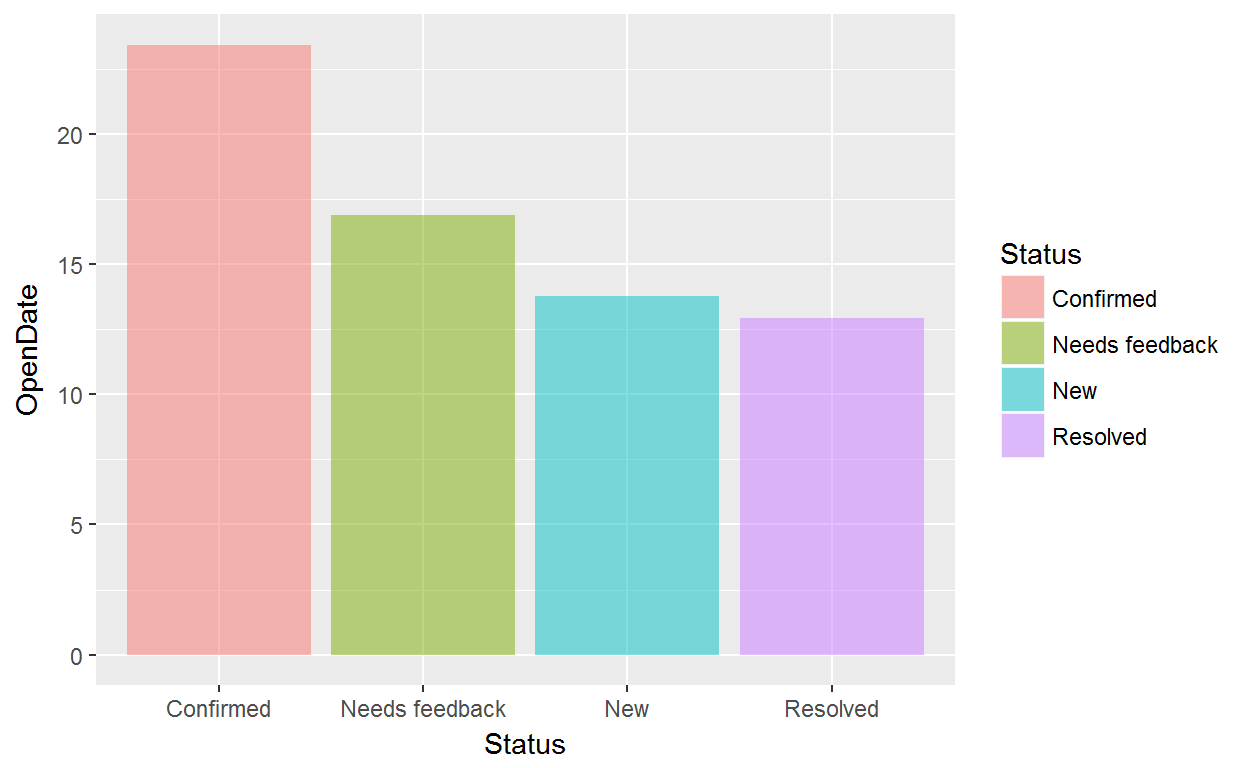 OpenDate
20
15
10
5
0
Confirmed
Needs feedback
New
Resolved
Status
Status
Confirmed
Needs feedback
New
Resolved